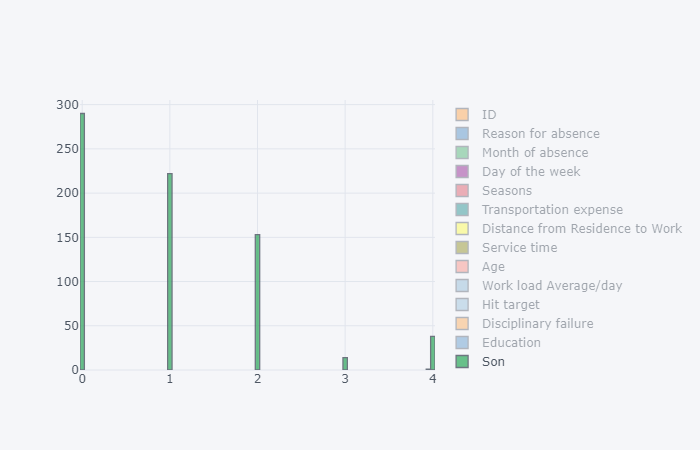 300
250
200
150
100
50
0
0 1 2 3 4
ID
Reason for absence
Month of absence
Day of the week
Seasons
Transportation expense
Distance from Residence to Work
Service time
Age
Work load Average/day
Hit target
Disciplinary failure
Education
Son